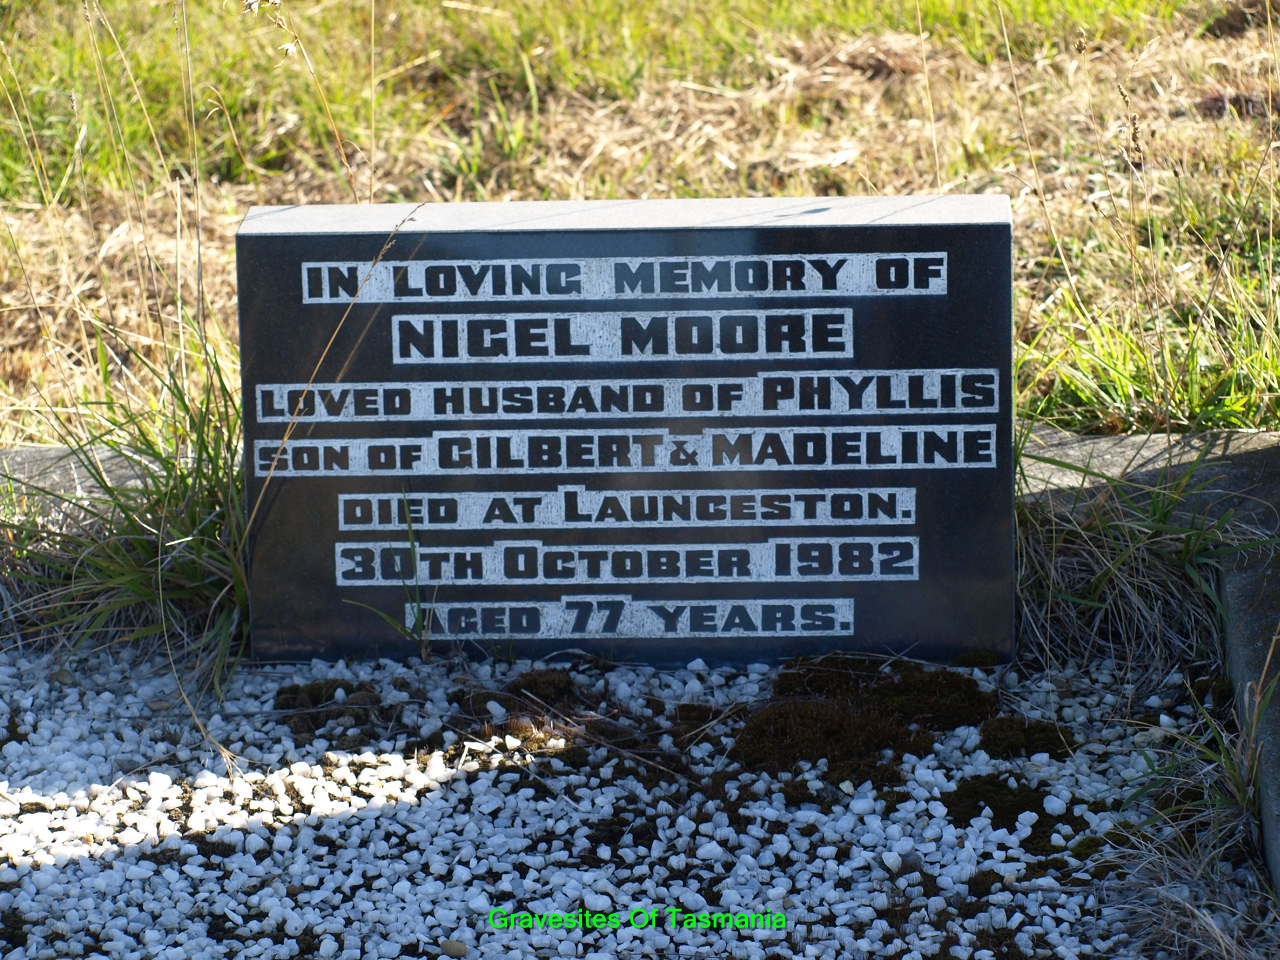 IN LOVING MEMORY OF
NIGEL MOORE
LOVED HUSBAND OF PHYLLIS
SON OF GILBERT & MADELINE
DIED AT LAUNCESTON.
30TH OCTOBER 1982
AGED 77 YEARS.
Gravesites Of Tasmania